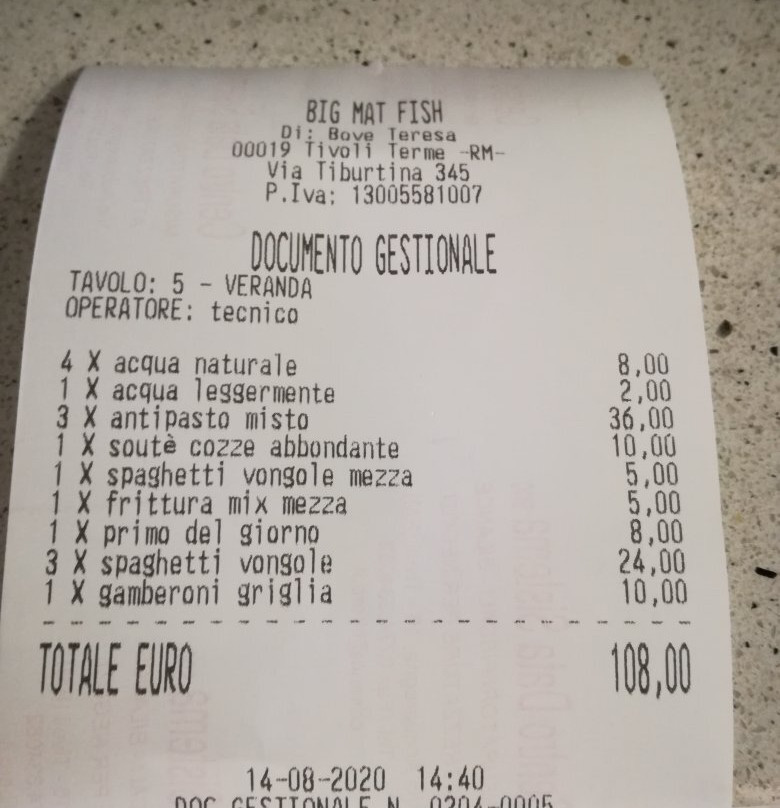 BIG MAT FISH
Di: Bove Teresa
00019 Tivoli Terme -RM-
Via Tiburtina 345
P.Iva: 13005581007
DOCUMENTO GESTIONALE
TAVOLO: 5 - VERANDA
OPERATORE: tecnico
4 X acqua naturale 8,00
1 X acqua leggermente 2,00
3 X antipasto misto 36,00
1 X soutè cozze abbondante 10,00
1 X spaghetti vongole mezza 5,00
1 X frittura mix mezza 5,00
1 X primo del giorno 8,00
3 X spaghetti vongole 24,00
1 X gamberoni griglia 10,00
TOTALE EURO 108,00
14-08-2020 14:40
DOC GESTIONALE N. 0204-0005